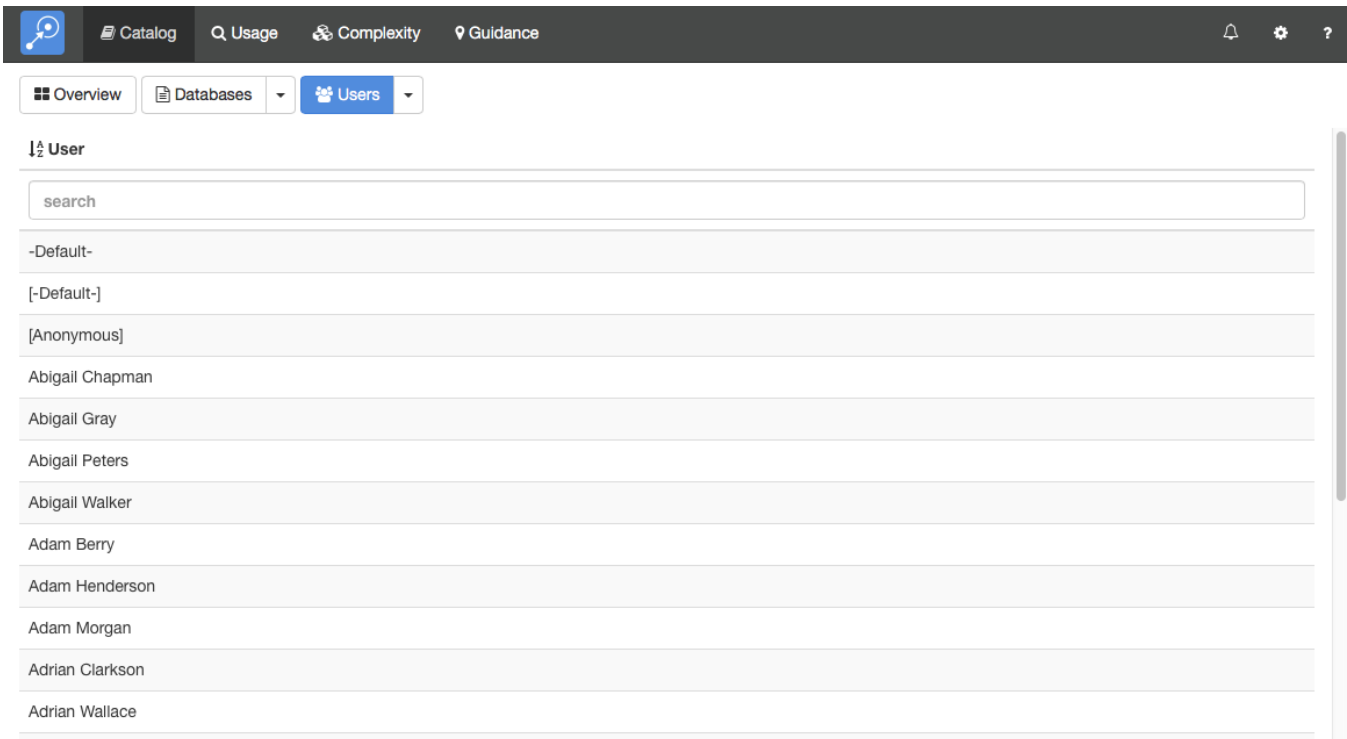 Catalog Usage Complexity Guidance ?
Overview Databases Users
User
search
-Default-
[-Default-]
[Anonymous]
Abigail Chapman
Abigail Gray
Abigail Peters
Abigail Walker
Adam Berry
Adam Henderson
Adam Morgan
Adrian Clarkson
Adrian Wallace